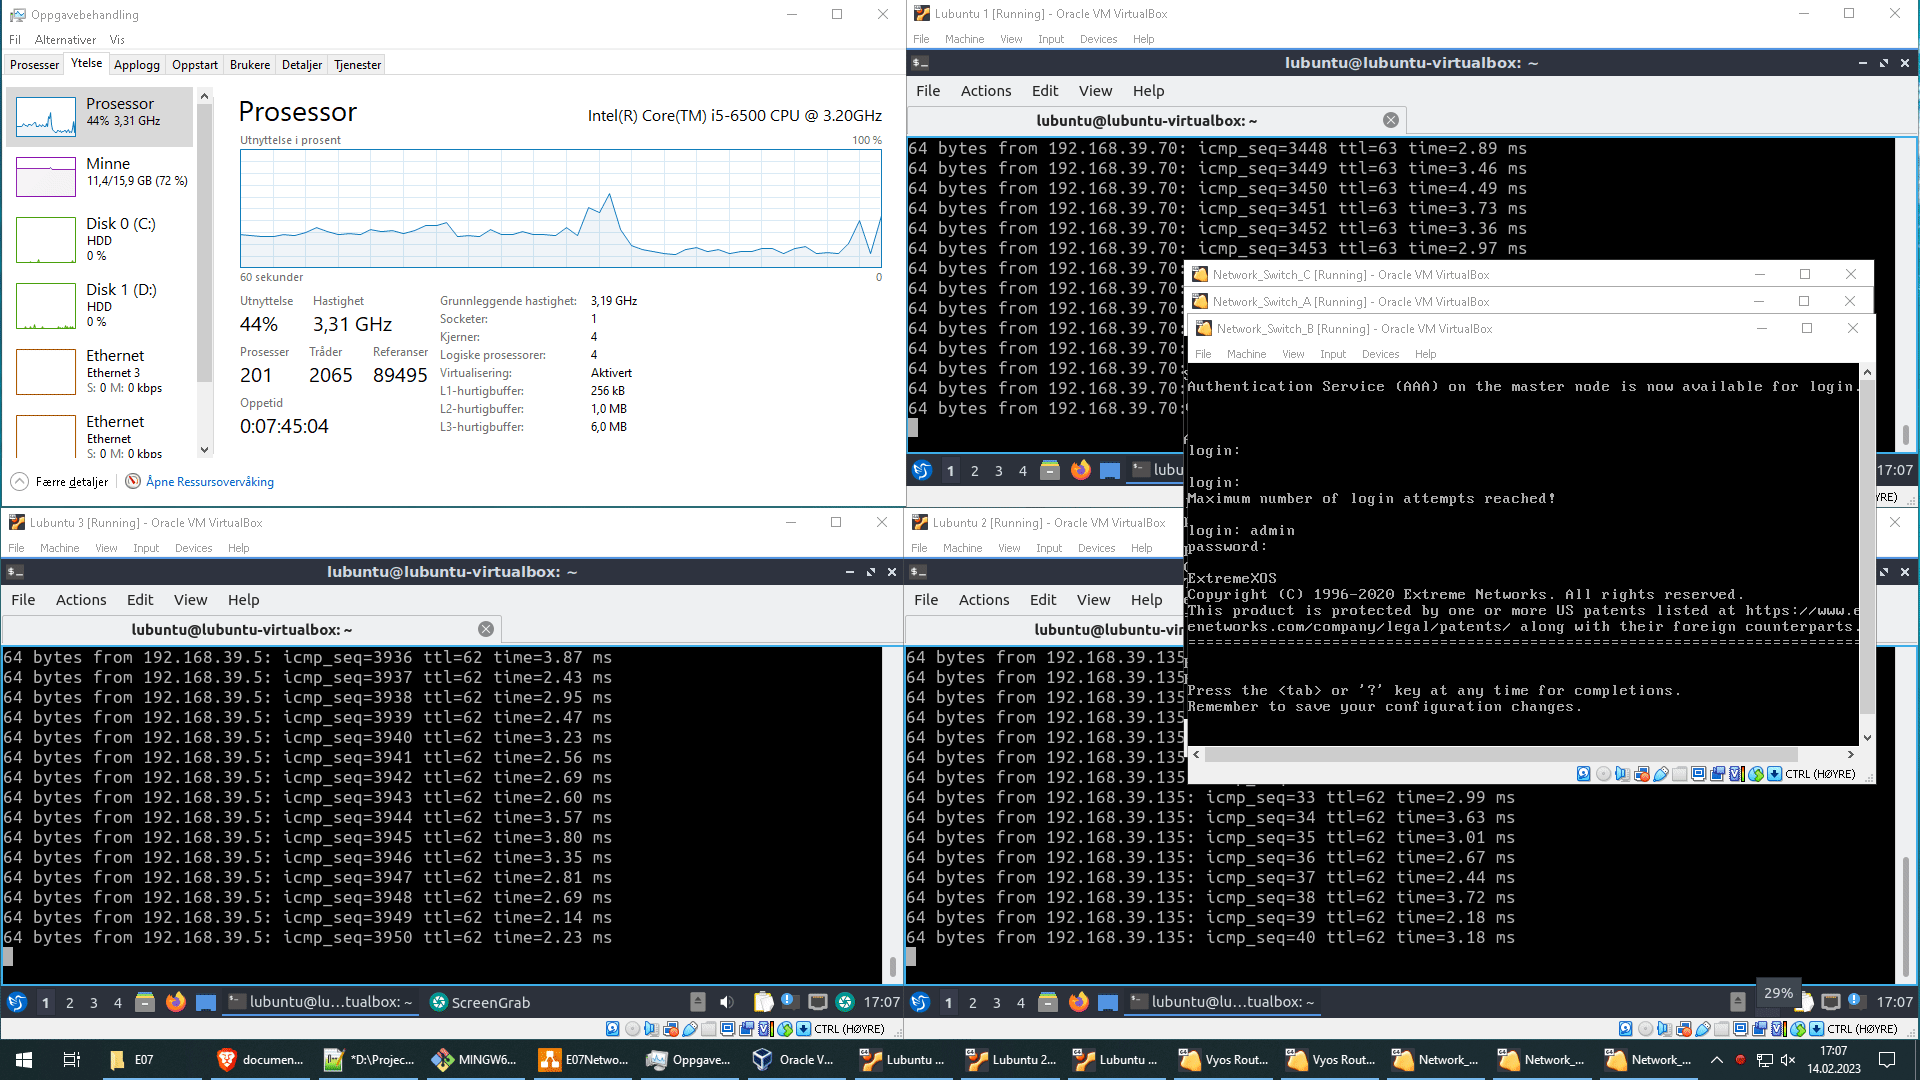 Oppgavebehandling
Fil Alternativer Vis
Prosesser Ytelse Applogg Oppstart Brukere Detaljer Tjenester
Prosessor
44% 3,31 GHz
Minne
11,4/15,9 GB (72 %)
Disk 0 (C:)
HDD
0 %
Disk 1 (D:)
HDD
0 %
Ethernet
Ethernet 3
S: 0 M: 0 kbps
Ethernet
Ethernet
S: 0 M: 0 kbps
Prosessor
Intel(R) Core(TM) i5-6500 CPU @ 3.20GHz
Utnyttelse i prosent 100 %
60 sekunder 0
Utnyttelse Hastighet
44% 3,31 GHz
Prosesser Tråder Referanser
201 2065 89495
Oppetid
0:07:45:04
Grunnleggende hastighet: 3,19 GHz
Socketer: 1
Kjerner: 4
Logiske prosessorer: 4
Virtualisering: Aktivert
L1-hurtigbuffer: 256 kB
L2-hurtigbuffer: 1,0 MB
L3-hurtigbuffer: 6,0 MB
Færre detaljer Åpne Ressursovervåking
Lubuntu 1 [Running] - Oracle VM VirtualBox
File Machine View Input Devices Help
lubuntu@lubuntu-virtualbox: ~
File Actions Edit View Help
lubuntu@lubuntu-virtualbox: ~
64 bytes from 192.168.39.70: icmp_seq=3448 ttl=63 time=2.89 ms
64 bytes from 192.168.39.70: icmp_seq=3449 ttl=63 time=3.46 ms
64 bytes from 192.168.39.70: icmp_seq=3450 ttl=63 time=4.49 ms
64 bytes from 192.168.39.70: icmp_seq=3451 ttl=63 time=3.73 ms
64 bytes from 192.168.39.70: icmp_seq=3452 ttl=63 time=3.36 ms
64 bytes from 192.168.39.70: icmp_seq=3453 ttl=63 time=2.97 ms
64 bytes from 192.168.39.70:
64 bytes from 192.168.39.70:
64 bytes from 192.168.39.70:
64 bytes from 192.168.39.70:
64 bytes from 192.168.39.70:
64 bytes from 192.168.39.70:
64 bytes from 192.168.39.70:
64 bytes from 192.168.39.70:
1 2 3 4 lubu
17:07
YRE)
Network_Switch_C [Running] - Oracle VM VirtualBox
Network_Switch_A [Running] - Oracle VM VirtualBox
Network_Switch_B [Running] - Oracle VM VirtualBox
File Machine View Input Devices Help
Authentication Service (AAA) on the master node is now available for login.
login:
login:
Maximum number of login attempts reached!
login: admin
password:
ExtremeXOS
Copyright (C) 1996-2020 Extreme Networks. All rights reserved.
This product is protected by one or more US patents listed at https://www.e
enetworks.com/company/legal/patents/ along with their foreign counterparts.
===========================================================================
Press the <tab> or '?' key at any time for completions.
Remember to save your configuration changes.
CTRL (HØYRE)
Lubuntu 3 [Running] - Oracle VM VirtualBox
File Machine View Input Devices Help
lubuntu@lubuntu-virtualbox: ~
File Actions Edit View Help
lubuntu@lubuntu-virtualbox: ~
64 bytes from 192.168.39.5: icmp_seq=3936 ttl=62 time=3.87 ms
64 bytes from 192.168.39.5: icmp_seq=3937 ttl=62 time=2.43 ms
64 bytes from 192.168.39.5: icmp_seq=3938 ttl=62 time=2.95 ms
64 bytes from 192.168.39.5: icmp_seq=3939 ttl=62 time=2.47 ms
64 bytes from 192.168.39.5: icmp_seq=3940 ttl=62 time=3.23 ms
64 bytes from 192.168.39.5: icmp_seq=3941 ttl=62 time=2.56 ms
64 bytes from 192.168.39.5: icmp_seq=3942 ttl=62 time=2.69 ms
64 bytes from 192.168.39.5: icmp_seq=3943 ttl=62 time=2.60 ms
64 bytes from 192.168.39.5: icmp_seq=3944 ttl=62 time=3.57 ms
64 bytes from 192.168.39.5: icmp_seq=3945 ttl=62 time=3.80 ms
64 bytes from 192.168.39.5: icmp_seq=3946 ttl=62 time=3.35 ms
64 bytes from 192.168.39.5: icmp_seq=3947 ttl=62 time=2.81 ms
64 bytes from 192.168.39.5: icmp_seq=3948 ttl=62 time=2.69 ms
64 bytes from 192.168.39.5: icmp_seq=3949 ttl=62 time=2.14 ms
64 bytes from 192.168.39.5: icmp_seq=3950 ttl=62 time=2.23 ms
1 2 3 4 lubuntu@lu...tualbox: ~ ScreenGrab 17:07
CTRL (HØYRE)
Lubuntu 2 [Running] - Oracle VM VirtualBox
File Machine View Input Devices Help
File Actions Edit View Help
lubuntu@lubuntu-vi
64 bytes from 192.168.39.135
64 bytes from 192.168.39.135
64 bytes from 192.168.39.135
64 bytes from 192.168.39.135
64 bytes from 192.168.39.135
64 bytes from 192.168.39.135
64 bytes from 192.168.39.135
64 bytes from 192.168.39.135: icmp_seq=33 ttl=62 time=2.99 ms
64 bytes from 192.168.39.135: icmp_seq=34 ttl=62 time=3.63 ms
64 bytes from 192.168.39.135: icmp_seq=35 ttl=62 time=3.01 ms
64 bytes from 192.168.39.135: icmp_seq=36 ttl=62 time=2.67 ms
64 bytes from 192.168.39.135: icmp_seq=37 ttl=62 time=2.44 ms
64 bytes from 192.168.39.135: icmp_seq=38 ttl=62 time=3.72 ms
64 bytes from 192.168.39.135: icmp_seq=39 ttl=62 time=2.18 ms
64 bytes from 192.168.39.135: icmp_seq=40 ttl=62 time=3.18 ms
29%
1 2 3 4 lubuntu@lu...tualbox: ~ 17:07
CTRL (HØYRE)
E07 documen... *D:\Projec... MINGW6... E07Netwo... Oppgave... Oracle V... Lubuntu ... Lubuntu 2... Lubuntu ... Vyos Rout... Vyos Rout... Network_... Network_... Network_...
17:07
14.02.2023